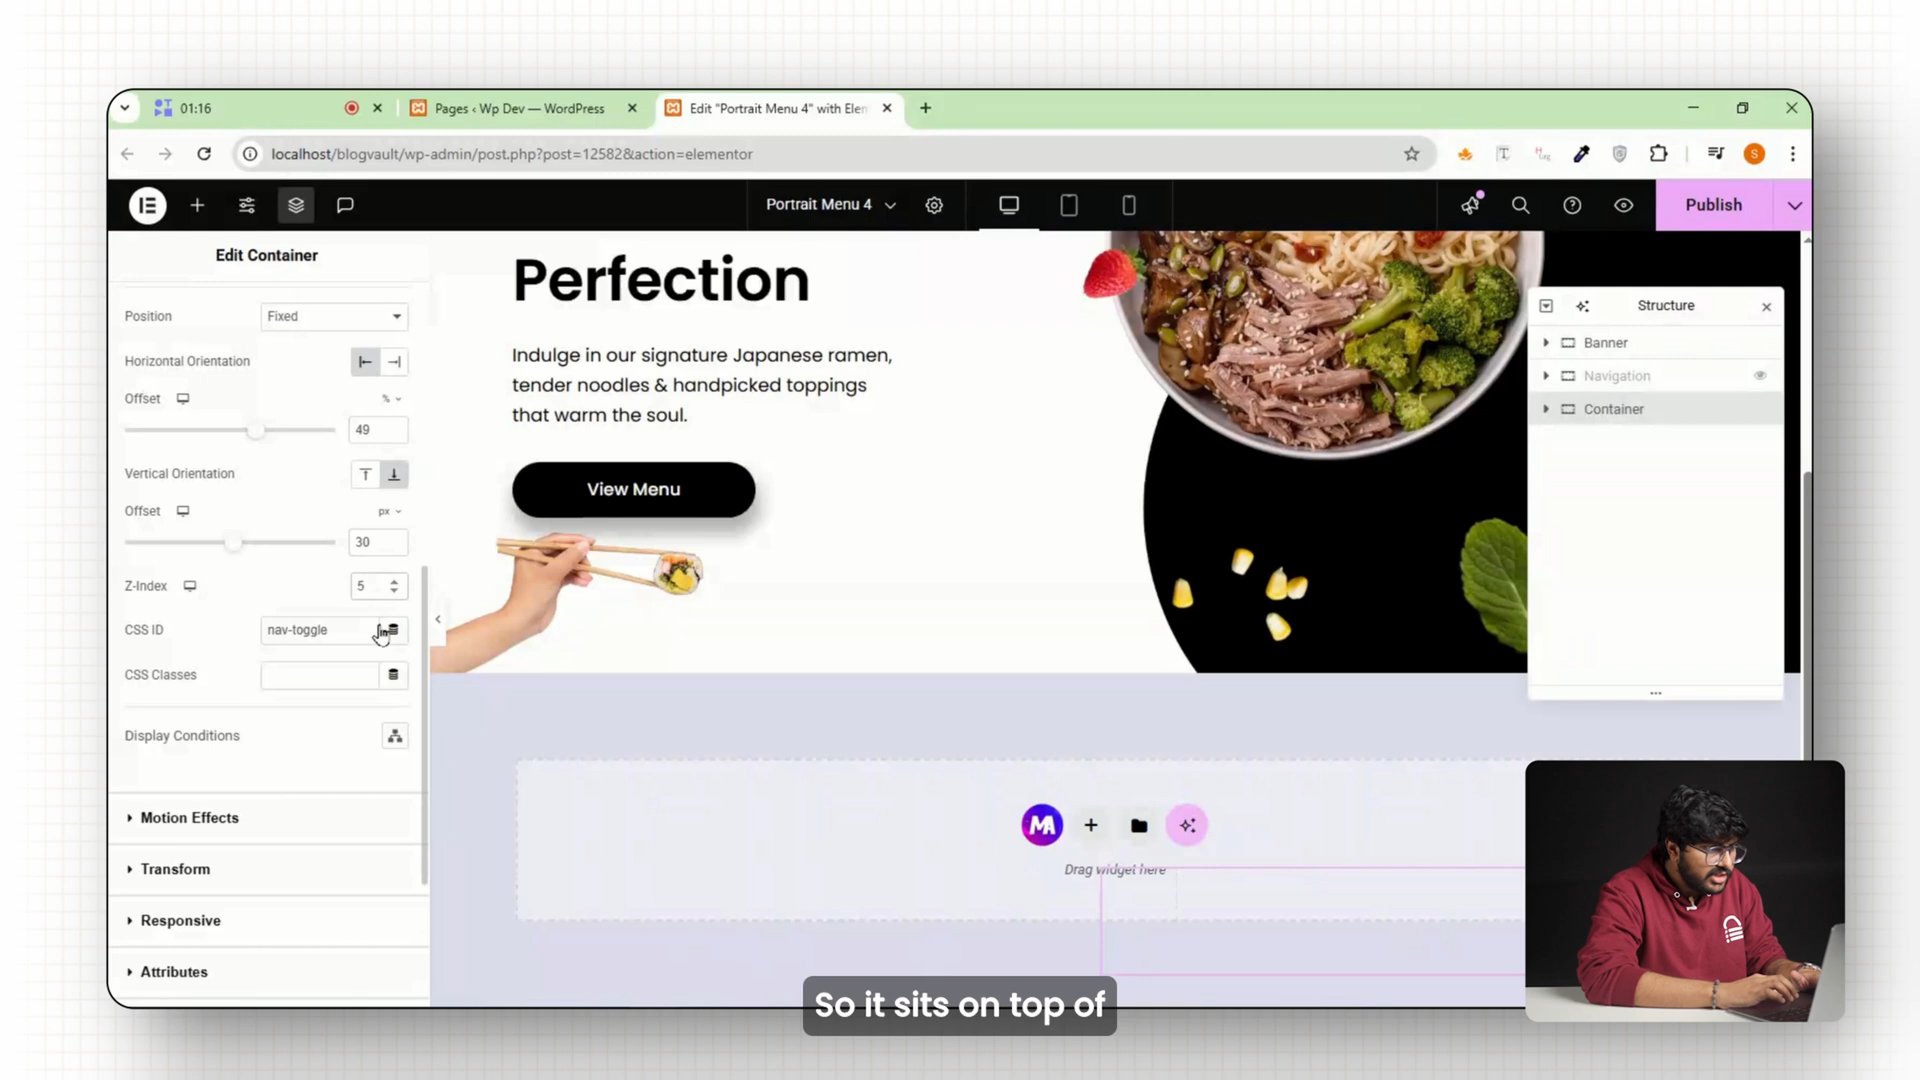 01:16
Pages ‹ Wp Dev — WordPress
Edit "Portrait Menu 4" with Elen
localhost/blogvault/wp-admin/post.php?post=12582&action=elementor
S
Portrait Menu 4
Publish
Edit Container
Position
Fixed
Horizontal Orientation
Offset
%
49
Vertical Orientation
Offset
px
30
Z-Index
5
CSS ID
nav-toggle
CSS Classes
Display Conditions
Motion Effects
Transform
Responsive
Attributes
Perfection
Indulge in our signature Japanese ramen,
tender noodles & handpicked toppings
that warm the soul.
View Menu
Structure
Banner
Navigation
Container
MA
Drag widget here
So it sits on top of